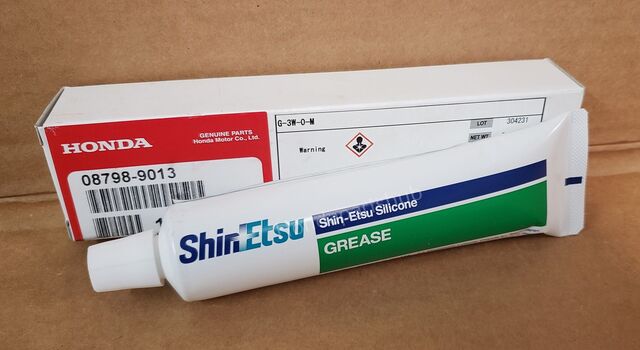 HONDA
GENUINE PARTS
Honda Motor Co., Ltd.
08798-9013
G-3W-O-M
Warning
LOT 304231
NET WT
ShinEtsu
Shin-Etsu Silicone
GREASE